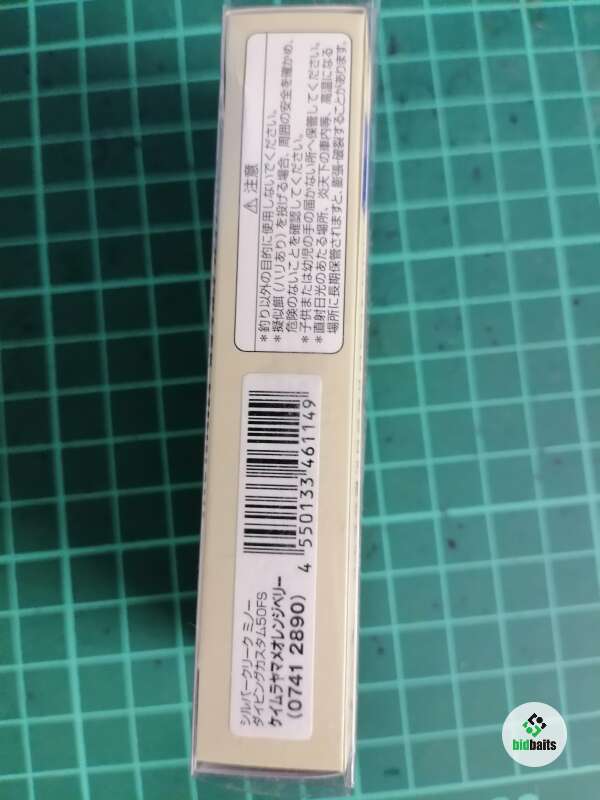 ⚠ 注意
*釣り以外の目的に使用しないでください。
*擬似餌(ハリあり)を投げる場合、周囲の安全を確かめ、
危険のないことを確認してください。
*子供または幼児の手の届かない所へ保管してください。
*直射日光のあたる場所、炎天下の車内等、高温になる
場所に長期保管されますと、膨張・破裂することがあります。
4 550133 461149
シルバークリーク ミノー
ダイビングカスタム50FS
ケイムラヤマメオレンジベリー
(0741 2890)
bidbaits